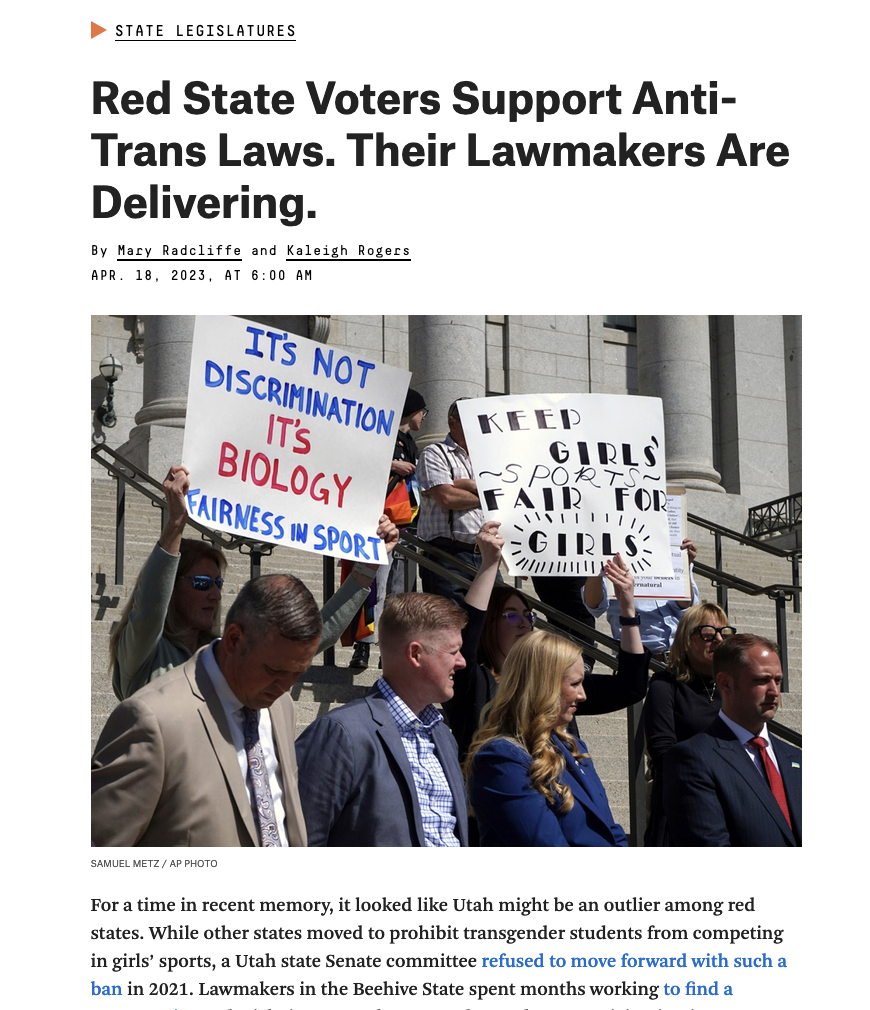 STATE LEGISLATURES
Red State Voters Support Anti-
Trans Laws. Their Lawmakers Are
Delivering.
By Mary Radcliffe and Kaleigh Rogers
APR. 18, 2023, AT 6:00 AM
IT'S NOT
DISCRIMINATION
IT'S
BIOLOGY
FAIRNESS IN SPORT
KEEP
GIRLS'
~SPORTS~
FAIR FOR
GIRLS
SAMUEL METZ / AP PHOTO
For a time in recent memory, it looked like Utah might be an outlier among red
states. While other states moved to prohibit transgender students from competing
in girls' sports, a Utah state Senate committee refused to move forward with such a
ban in 2021. Lawmakers in the Beehive State spent months working to find a